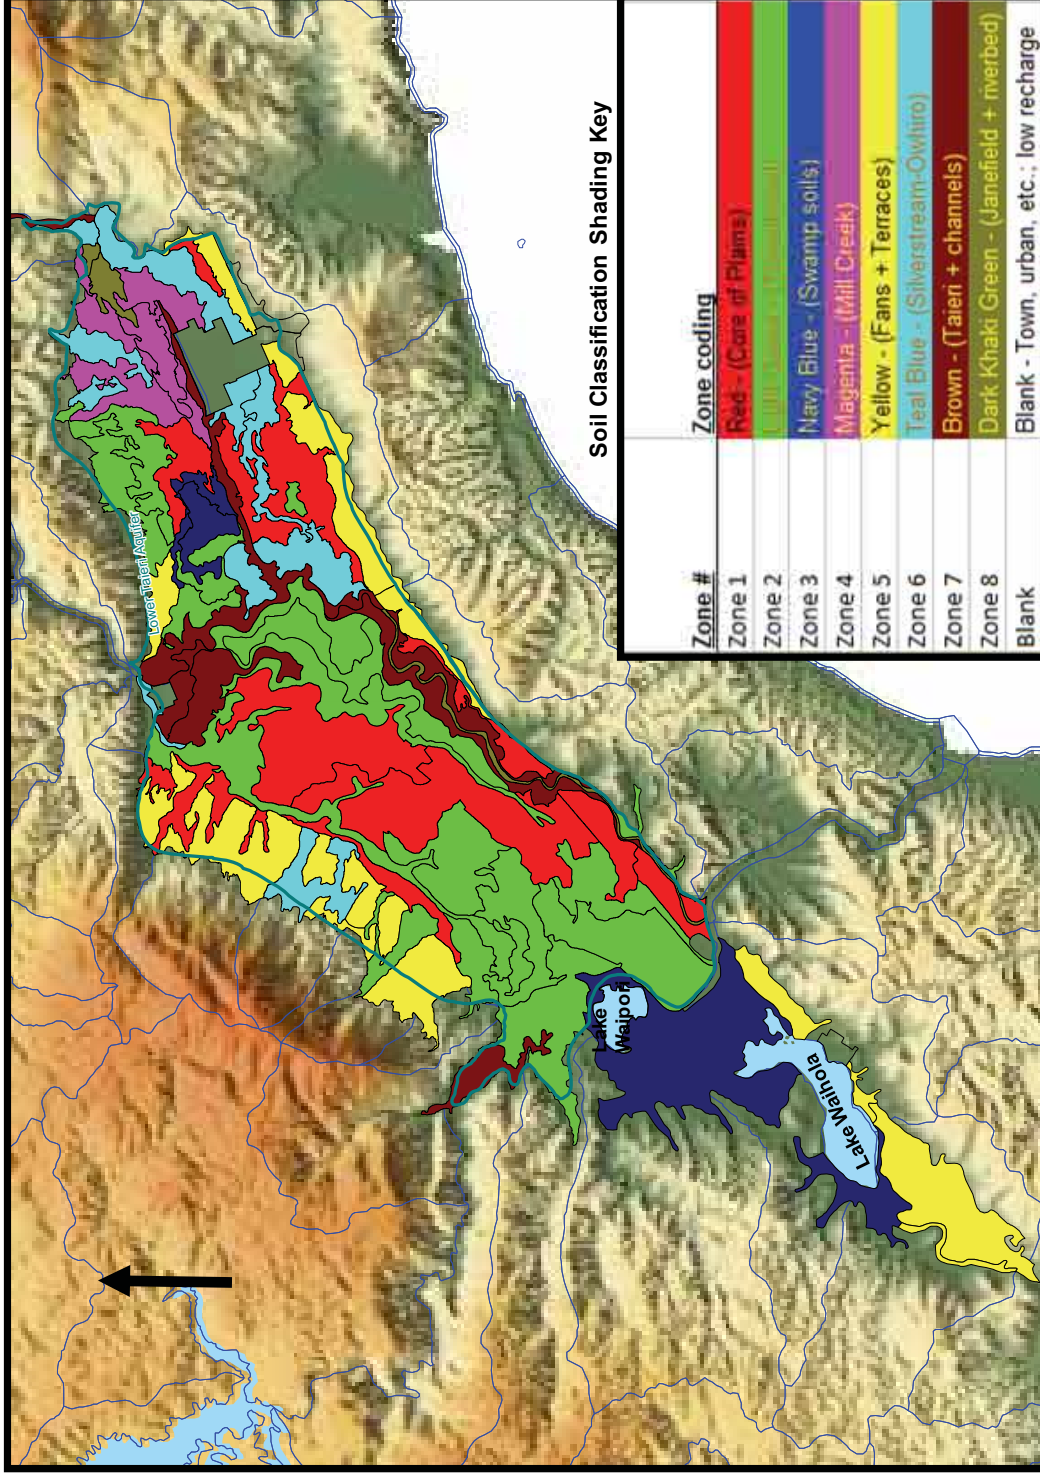 Lower Taieri Aquifer
Lake
Waipori
Lake Waihola
Soil Classification Shading Key
Zone # Zone coding
Zone 1 Red - (Core of Plans)
Zone 2
Zone 3 Navy Blue - (Swamp soils)
Zone 4 Magenta - (Mill Creek)
Zone 5 Yellow - (Fans + Terraces)
Zone 6 Teal Blue - (Silverstream-Owhiro)
Zone 7 Brown - (Taieri + channels)
Zone 8 Dark Khaki Green - (Janefield + riverbed)
Blank Blank - Town, urban, etc.; low recharge